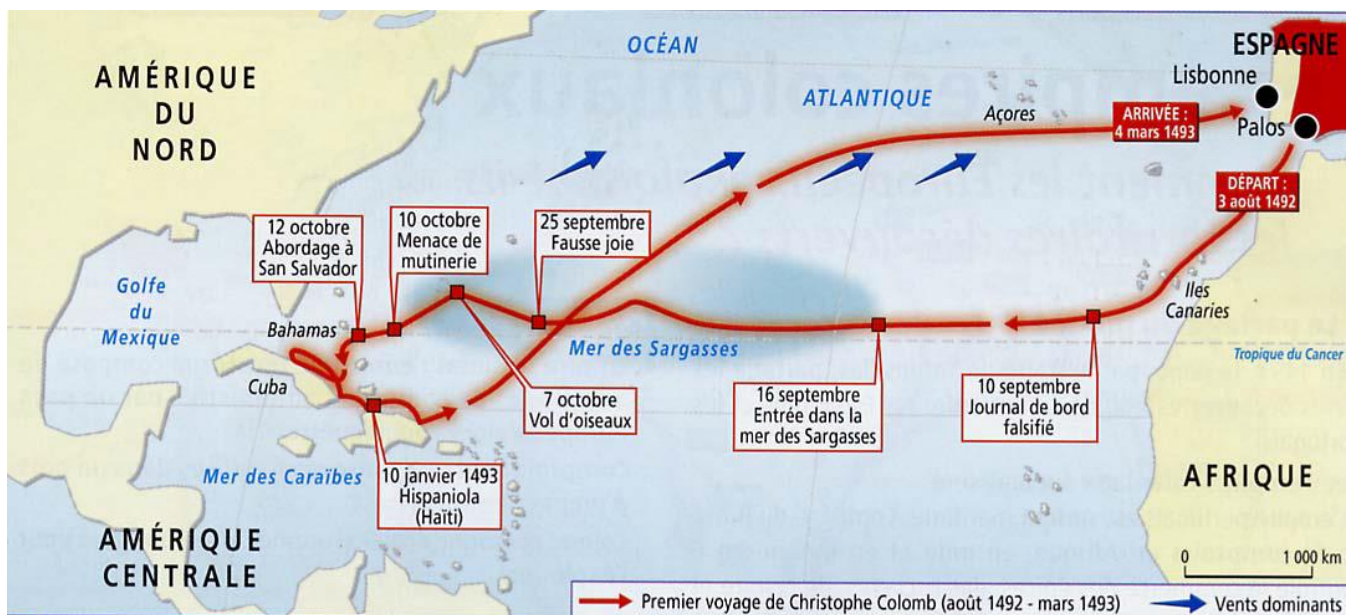 OCÉAN
ATLANTIQUE
ESPAGNE
Lisbonne
Palos
AMÉRIQUE
DU
NORD
Açores
ARRIVÉE :
4 mars 1493
DÉPART :
3 août 1492
12 octobre
Abordage à
San Salvador
10 octobre
Menace de
mutinerie
25 septembre
Fausse joie
Golfe
du
Mexique
Bahamas
Cuba
Mer des Sargasses
Iles
Canaries
Tropique du Cancer
7 octobre
Vol d'oiseaux
16 septembre
Entrée dans la
mer des Sargasses
10 septembre
Journal de bord
falsifié
Mer des Caraïbes
10 janvier 1493
Hispaniola
(Haïti)
AFRIQUE
AMÉRIQUE
CENTRALE
0 1 000 km
Premier voyage de Christophe Colomb (août 1492 - mars 1493)
Vents dominants